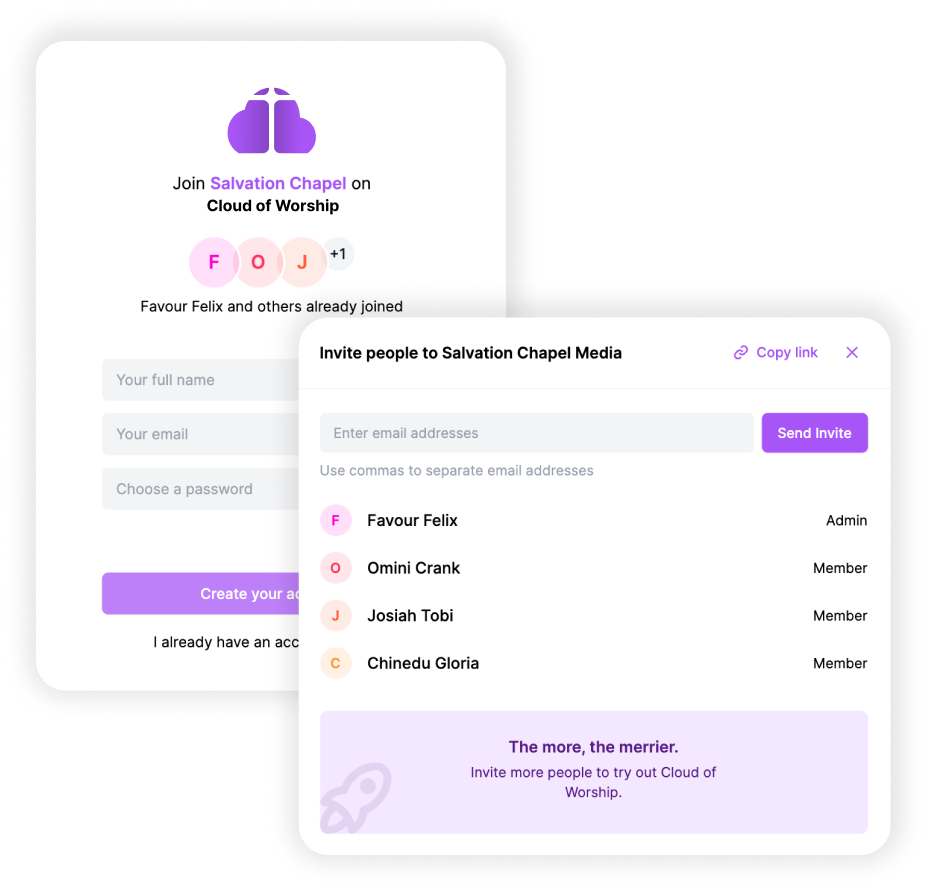 Join Salvation Chapel on
Cloud of Worship
F O J +1
Favour Felix and others already joined
Your full name
Your email
Choose a password
Create your
I already have an
Invite people to Salvation Chapel Media
Copy link
Enter email addresses
Send Invite
Use commas to separate email addresses
F Favour Felix Admin
O Omini Crank Member
J Josiah Tobi Member
C Chinedu Gloria Member
The more, the merrier.
Invite more people to try out Cloud of
Worship.